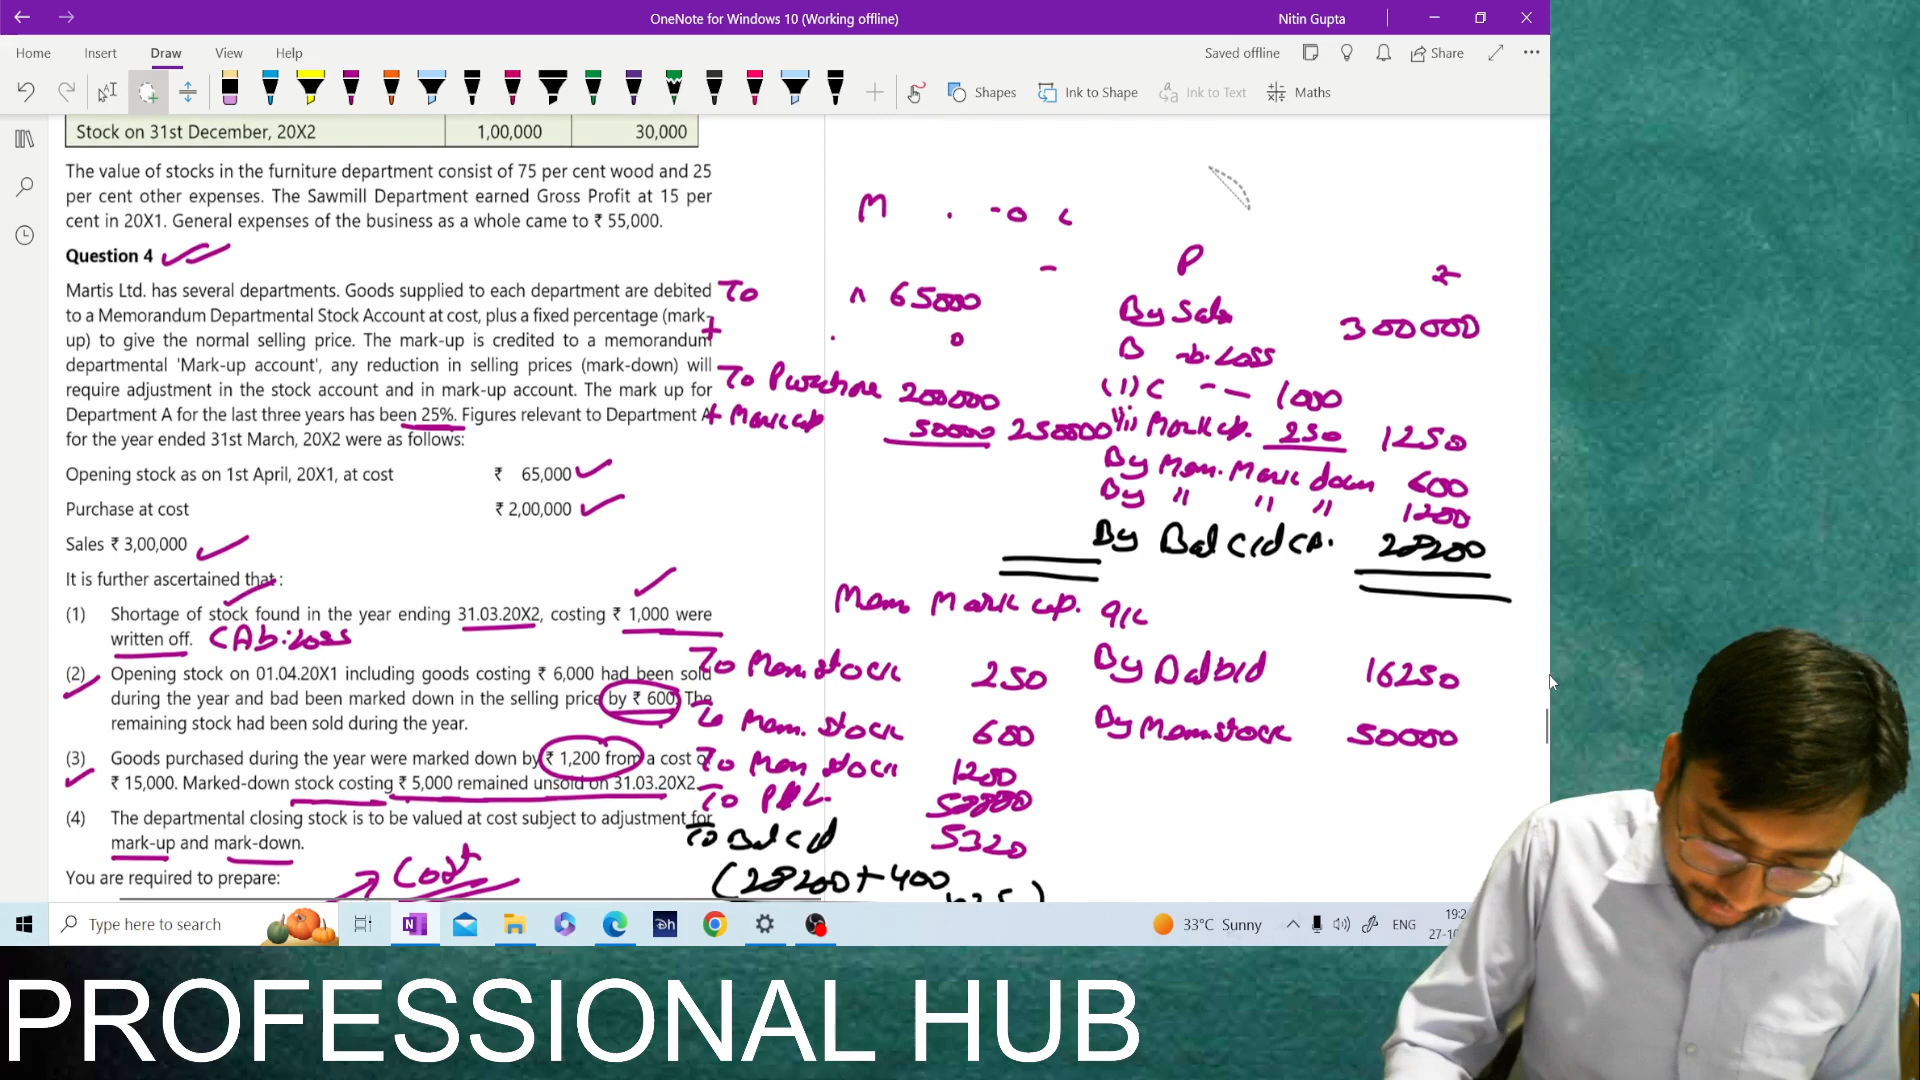 OneNote for Windows 10 (Working offline)
Nitin Gupta
Home Insert Draw View Help
Saved offline Share
Shapes Ink to Shape Ink to Text Maths
Stock on 31st December, 20X2 1,00,000 30,000
The value of stocks in the furniture department consist of 75 per cent wood and 25
per cent other expenses. The Sawmill Department earned Gross Profit at 15 per
cent in 20X1. General expenses of the business as a whole came to ₹ 55,000.
Question 4
Martis Ltd. has several departments. Goods supplied to each department are debited
to a Memorandum Departmental Stock Account at cost, plus a fixed percentage (mark-
up) to give the normal selling price. The mark-up is credited to a memorandum
departmental 'Mark-up account', any reduction in selling prices (mark-down) will
require adjustment in the stock account and in mark-up account. The mark up for
Department A for the last three years has been 25%. Figures relevant to Department A
for the year ended 31st March, 20X2 were as follows:
Opening stock as on 1st April, 20X1, at cost ₹ 65,000
Purchase at cost ₹ 2,00,000
Sales ₹ 3,00,000
It is further ascertained that :
(1) Shortage of stock found in the year ending 31.03.20X2, costing ₹ 1,000 were
written off. (Ab. Loss
(2) Opening stock on 01.04.20X1 including goods costing ₹ 6,000 had been sold
during the year and bad been marked down in the selling price by ₹ 600. The
remaining stock had been sold during the year.
(3) Goods purchased during the year were marked down by ₹ 1,200 from a cost of
₹ 15,000. Marked-down stock costing ₹ 5,000 remained unsold on 31.03.20X2.
(4) The departmental closing stock is to be valued at cost subject to adjustment for
mark-up and mark-down.
You are required to prepare:
Cost
M
P
To 65000
+
To Purchase 200000
+ Mark up 50000 250000
By Sales 300000
B b. Loss
(i) C 1000
(ii) Mark up. 250 1250
By Mem. Mark down 600
By " " " 1200
By Bal c/d 28200
Mem Mark up. a/c
To Mem. stock 250
To Mem. stock 600
To Mem stock 1200
To P&L.
To Bal c/d 5320
(28200+400
By Bal b/d 16250
By Mem stock 50000
Type here to search
33°C Sunny
ENG
19:2
27-10
PROFESSIONAL HUB